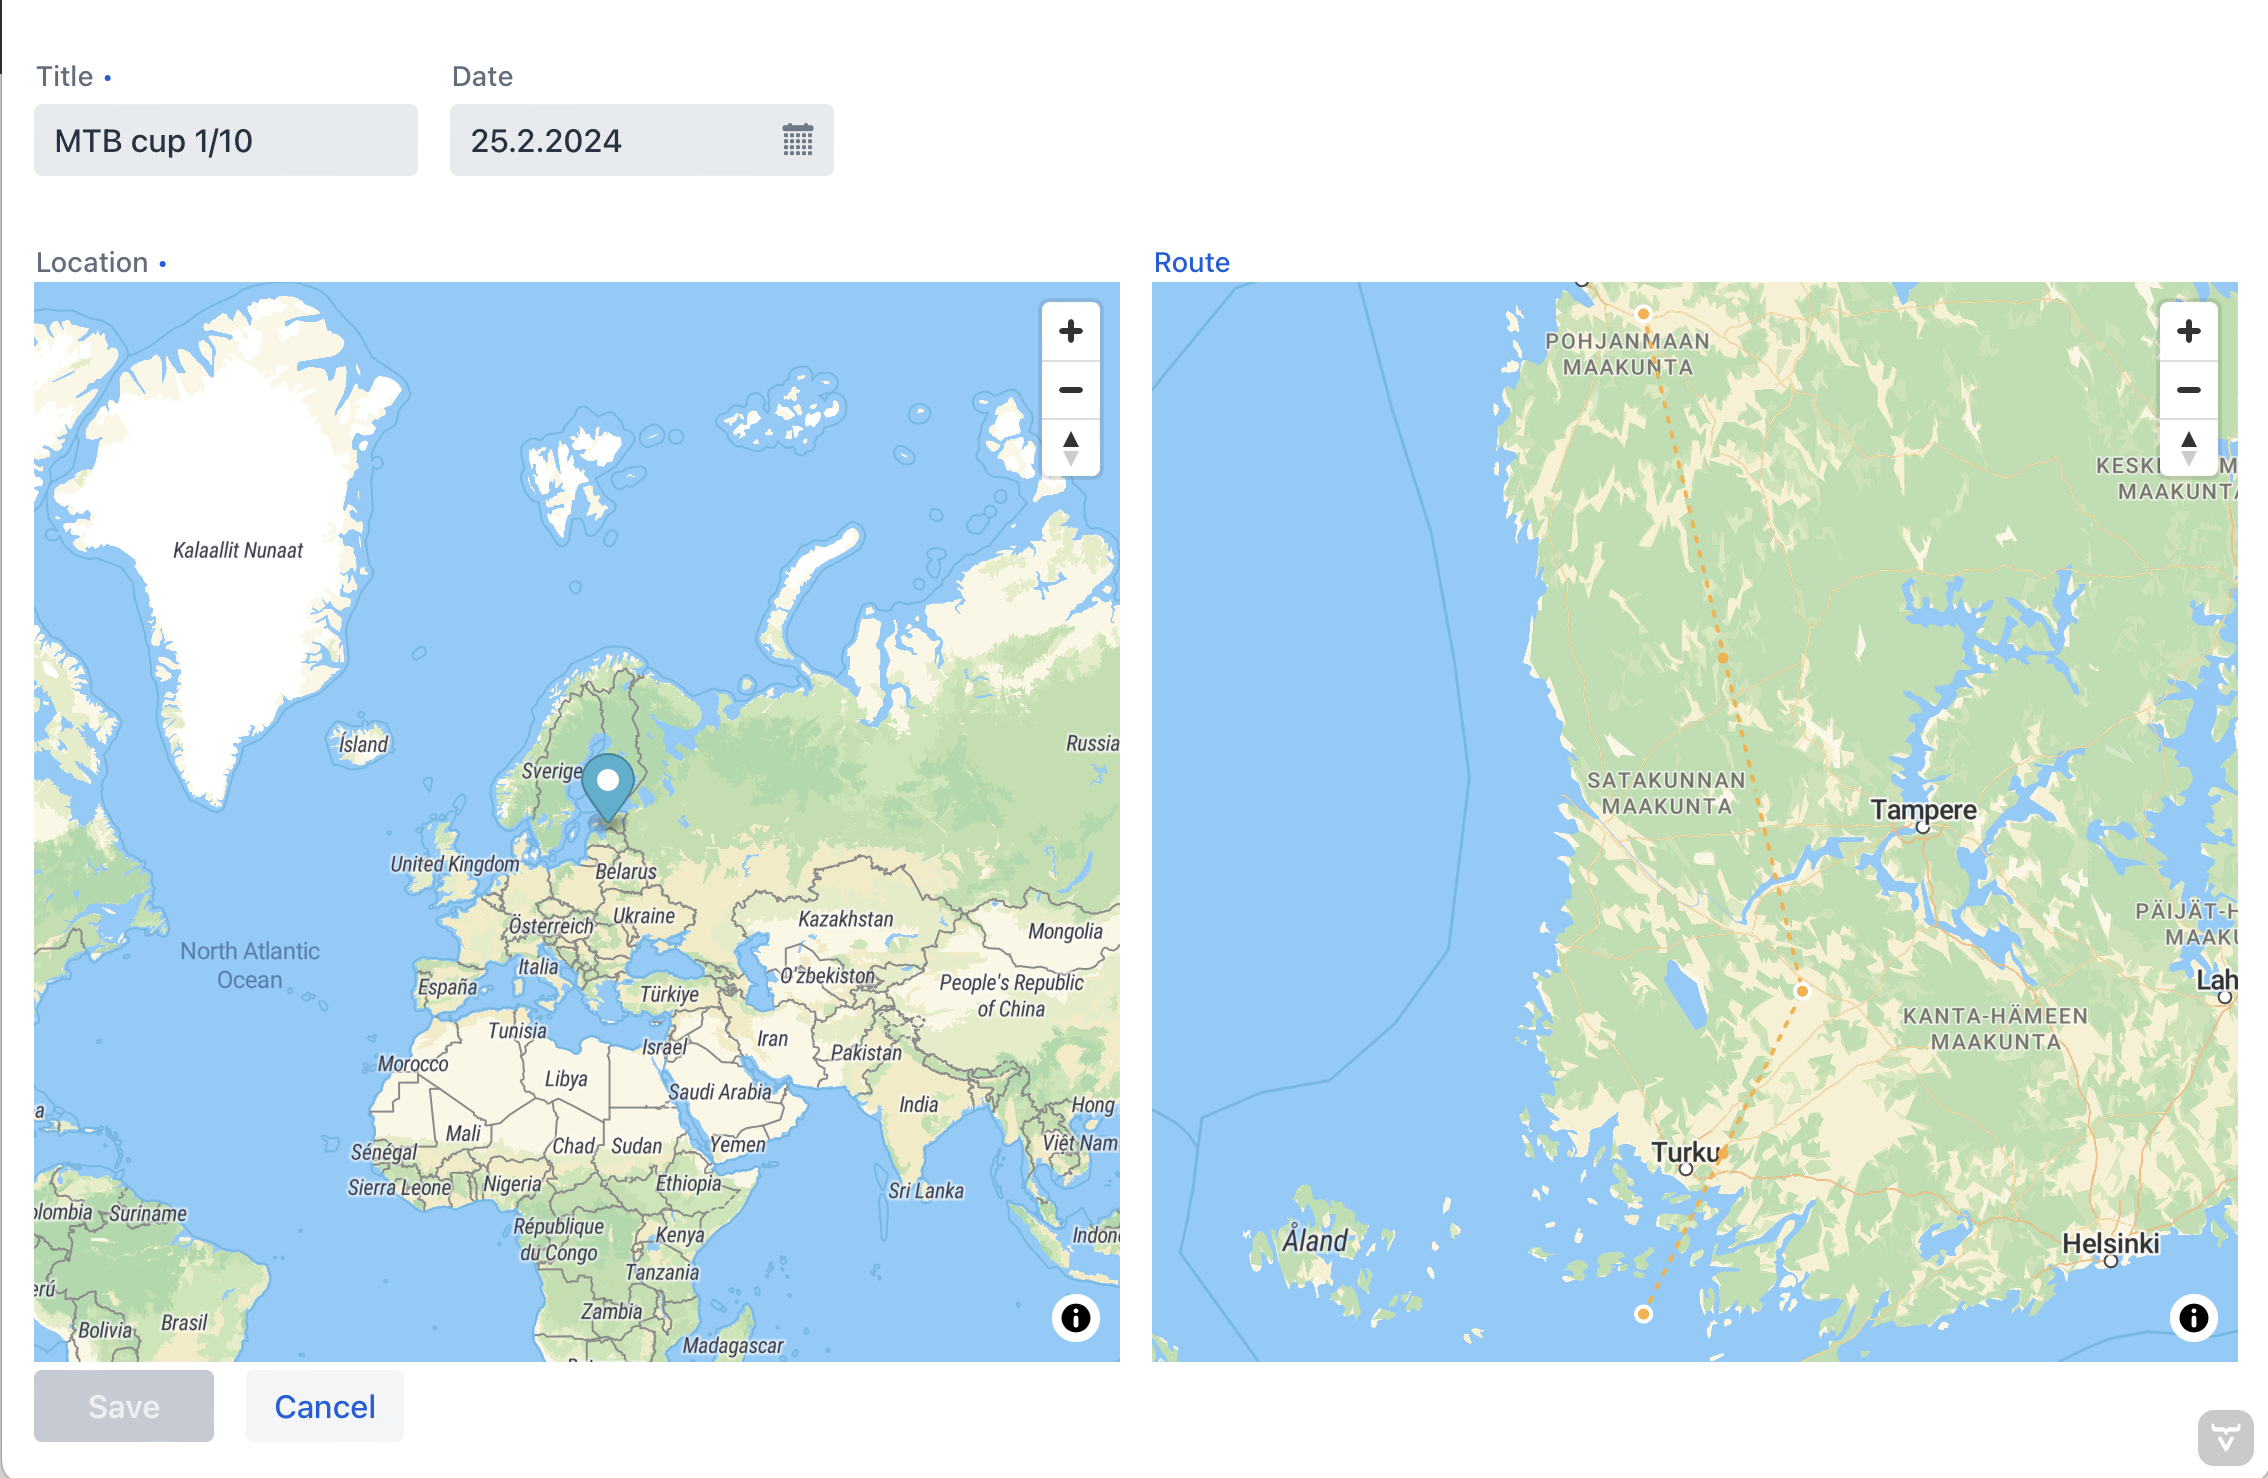 Title •
Date
MTB cup 1/10
25.2.2024
Location •
Route
Kalaallit Nunaat
Ísland
Sverige
Russia
United Kingdom
Belarus
Österreich
Ukraine
Kazakhstan
Mongolia
North Atlantic
Ocean
Italia
España
Türkiye
O'zbekiston
People's Republic
of China
Tunisia
Israel
Iran
Pakistan
Morocco
Libya
Saudi Arabia
India
Hong
Mali
Chad
Sudan
Yemen
Việt Nam
Sénégal
Sierra Leone
Nigeria
Ethiopia
Sri Lanka
olombia
Suriname
République
du Congo
Kenya
Indon
Tanzania
erú
Zambia
Bolivia
Brasil
Madagascar
POHJANMAAN
MAAKUNTA
KESKI
M
MAAKUNTA
SATAKUNNAN
MAAKUNTA
Tampere
PÄIJÄT-H
MAAKU
Lah
KANTA-HÄMEEN
MAAKUNTA
Turku
Åland
Helsinki
Save
Cancel